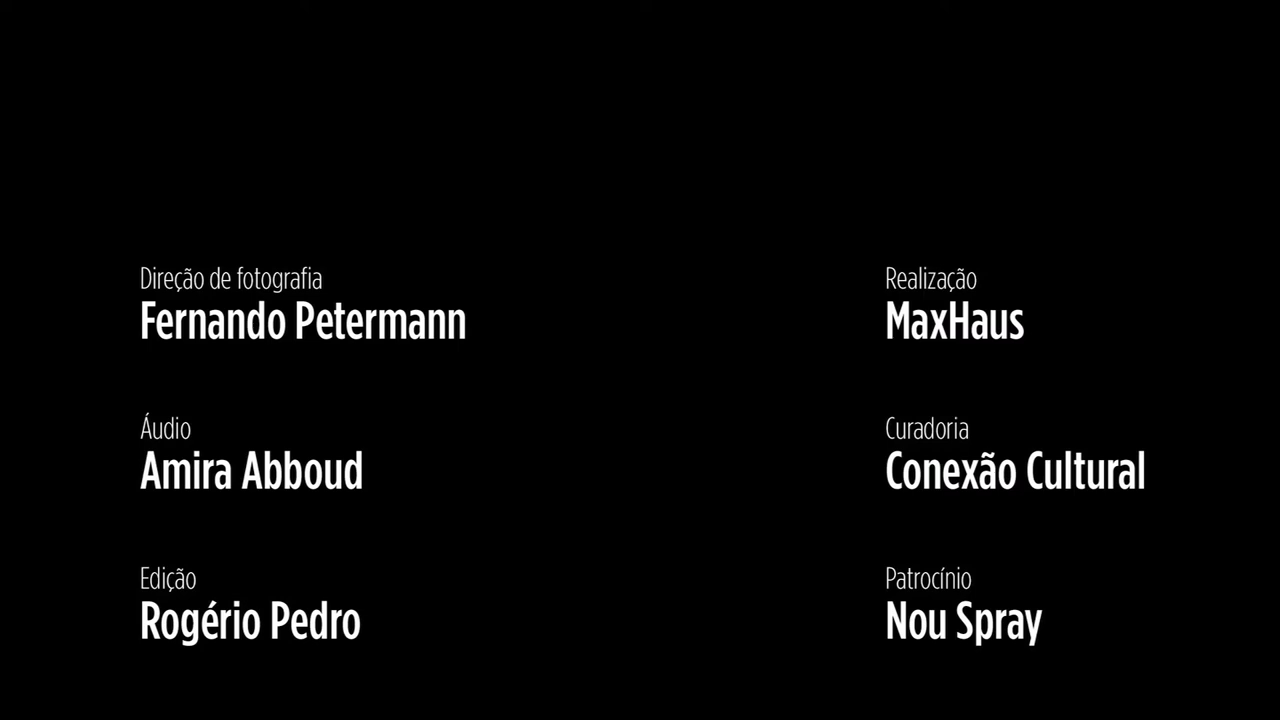 Direção de fotografia
Fernando Petermann
Áudio
Amira Abboud
Edição
Rogério Pedro
Realização
MaxHaus
Curadoria
Conexão Cultural
Patrocínio
Nou Spray